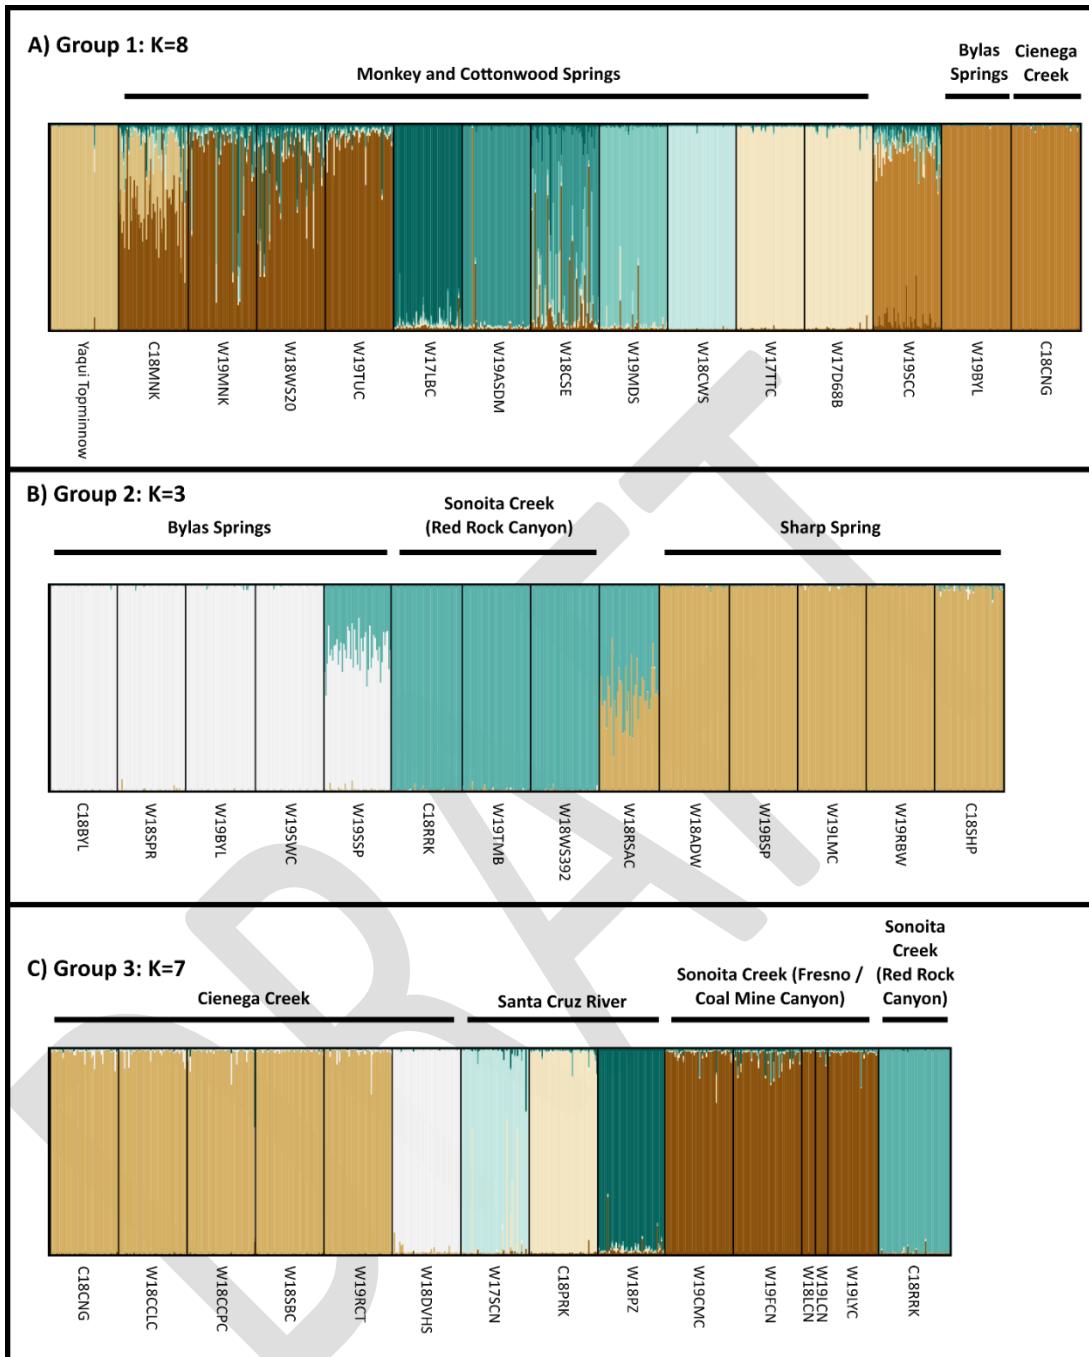 A) Group 1: K=8
Monkey and Cottonwood Springs
Bylas
Springs
Cienega
Creek
Yaqui Topminnow
C18MNK
W19MNK
W18WS20
W19TUC
W17LBC
W19ASDM
W18CSE
W19MDS
W18CWS
W17TTC
W17D68B
W19SCC
W19BYL
C18CNG
B) Group 2: K=3
Bylas Springs
Sonoita Creek
(Red Rock Canyon)
Sharp Spring
C18BYL
W18SPR
W19BYL
W19SWC
W19SSP
C18RRK
W19TMB
W18WS392
W18RSAC
W18ADW
W19BSP
W19LMC
W19RBW
C18SHP
C) Group 3: K=7
Cienega Creek
Santa Cruz River
Sonoita Creek (Fresno /
Coal Mine Canyon)
Sonoita
Creek
(Red Rock
Canyon)
C18CNG
W18CCLC
W18CCPC
W18SBC
W19RCT
W18DVHS
W17SCN
C18PRK
W18PZ
W19CMC
W19FCN
W18LCN
W19LCN
W19LYC
C18RRK
DRAFT